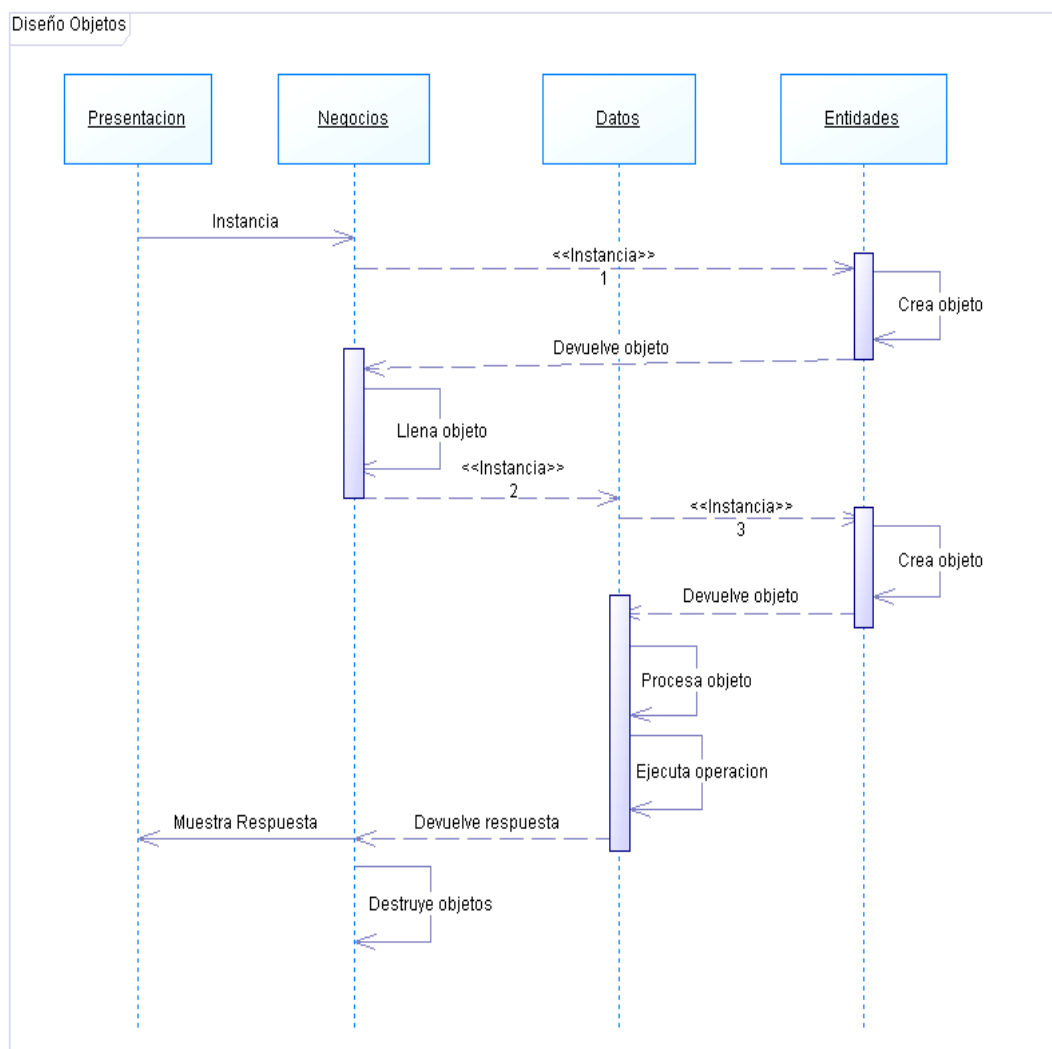 Diseño Objetos
Presentacion
Negocios
Datos
Entidades
Instancia
<<Instancia>>
1
Crea objeto
Devuelve objeto
Llena objeto
<<Instancia>>
2
<<Instancia>>
3
Crea objeto
Devuelve objeto
Procesa objeto
Ejecuta operacion
Muestra Respuesta
Devuelve respuesta
Destruye objetos